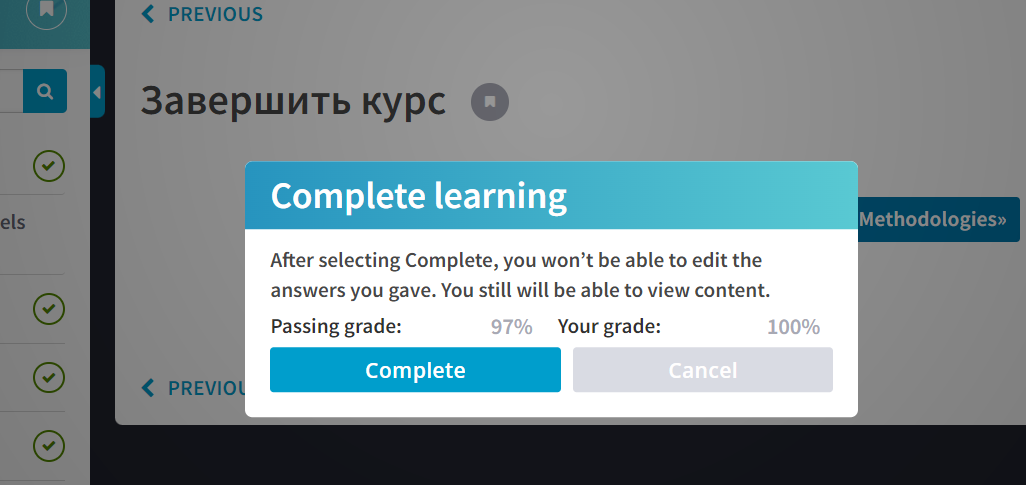 PREVIOUS
Завершить курс
els
Complete learning
Methodologies»
After selecting Complete, you won’t be able to edit the
answers you gave. You still will be able to view content.
Passing grade: 97% Your grade: 100%
Complete Cancel
PREVIOU